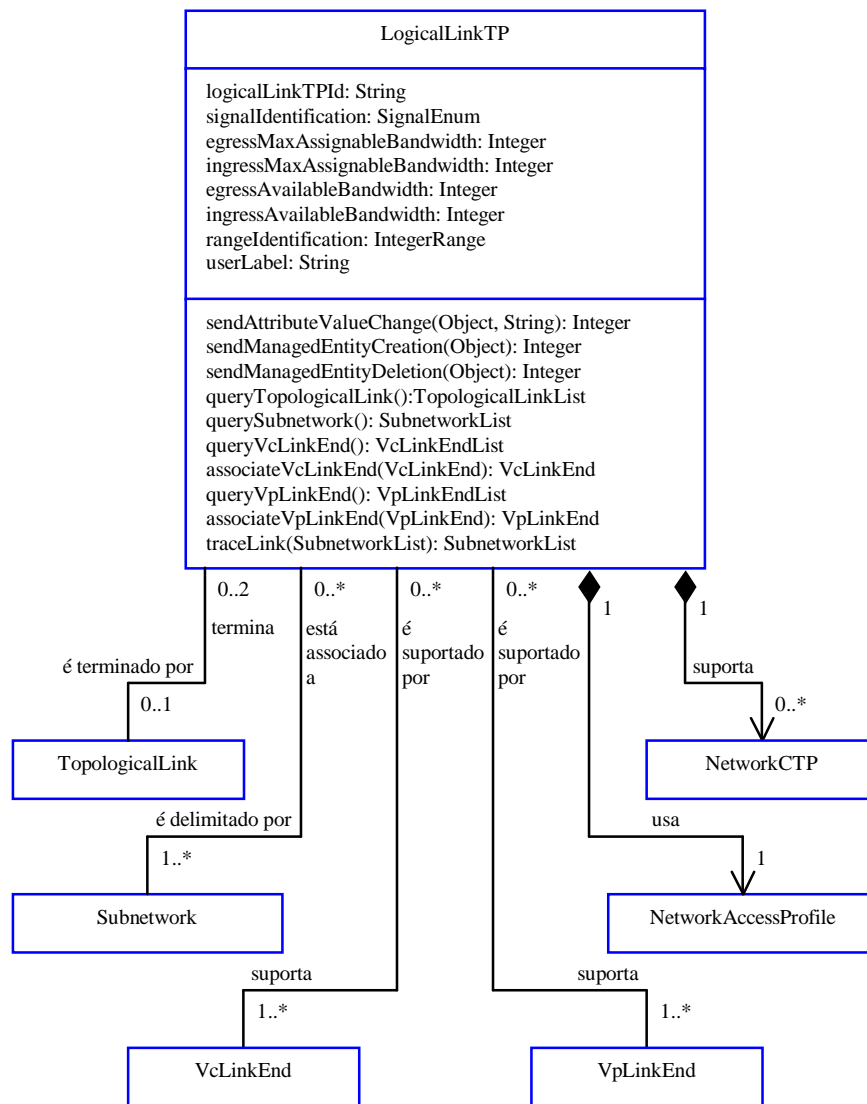 LogicalLinkTP
logicalLinkTPId: String
signalIdentification: SignalEnum
egressMaxAssignableBandwidth: Integer
ingressMaxAssignableBandwidth: Integer
egressAvailableBandwidth: Integer
ingressAvailableBandwidth: Integer
rangeIdentification: IntegerRange
userLabel: String
sendAttributeValueChange(Object, String): Integer
sendManagedEntityCreation(Object): Integer
sendManagedEntityDeletion(Object): Integer
queryTopologicalLink():TopologicalLinkList
querySubnetwork(): SubnetworkList
queryVcLinkEnd(): VcLinkEndList
associateVcLinkEnd(VcLinkEnd): VcLinkEnd
queryVpLinkEnd(): VpLinkEndList
associateVpLinkEnd(VpLinkEnd): VpLinkEnd
traceLink(SubnetworkList): SubnetworkList
0..2
termina
0..*
está
associado
a
0..*
é
suportado
por
0..*
é
suportado
por
1
1
é terminado por
0..1
suporta
0..*
TopologicalLink
NetworkCTP
é delimitado por
1..*
usa
1
Subnetwork
NetworkAccessProfile
suporta
1..*
suporta
1..*
VcLinkEnd
VpLinkEnd